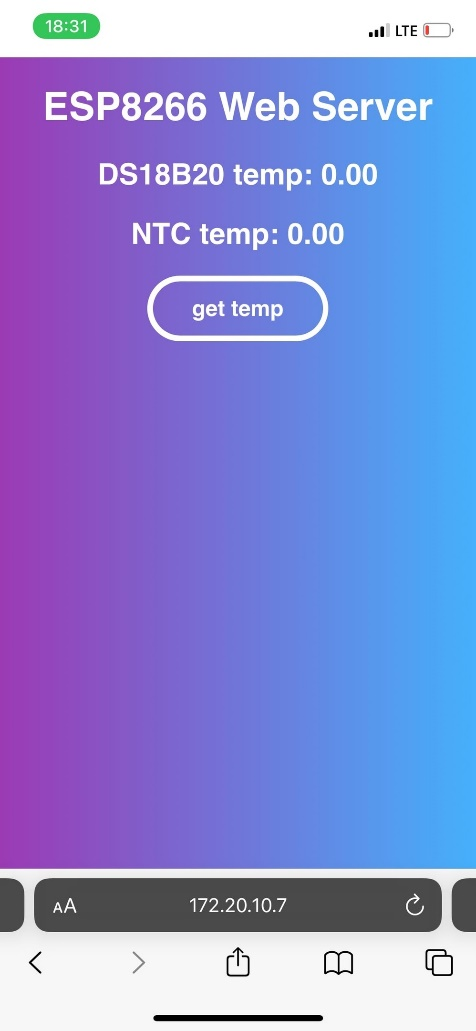 18:31
LTE
ESP8266 Web Server
DS18B20 temp: 0.00
NTC temp: 0.00
get temp
AA
172.20.10.7